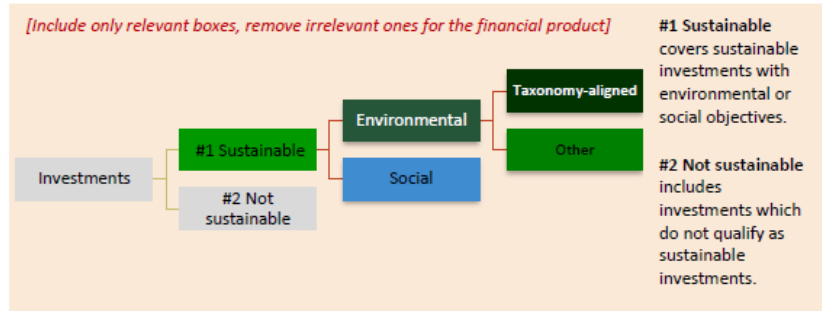 [Include only relevant boxes, remove irrelevant ones for the financial product]
Investments
#1 Sustainable
#2 Not
sustainable
Environmental
Social
Taxonomy-aligned
Other
#1 Sustainable
covers sustainable
investments with
environmental or
social objectives.
#2 Not sustainable
includes
investments which
do not qualify as
sustainable
investments.